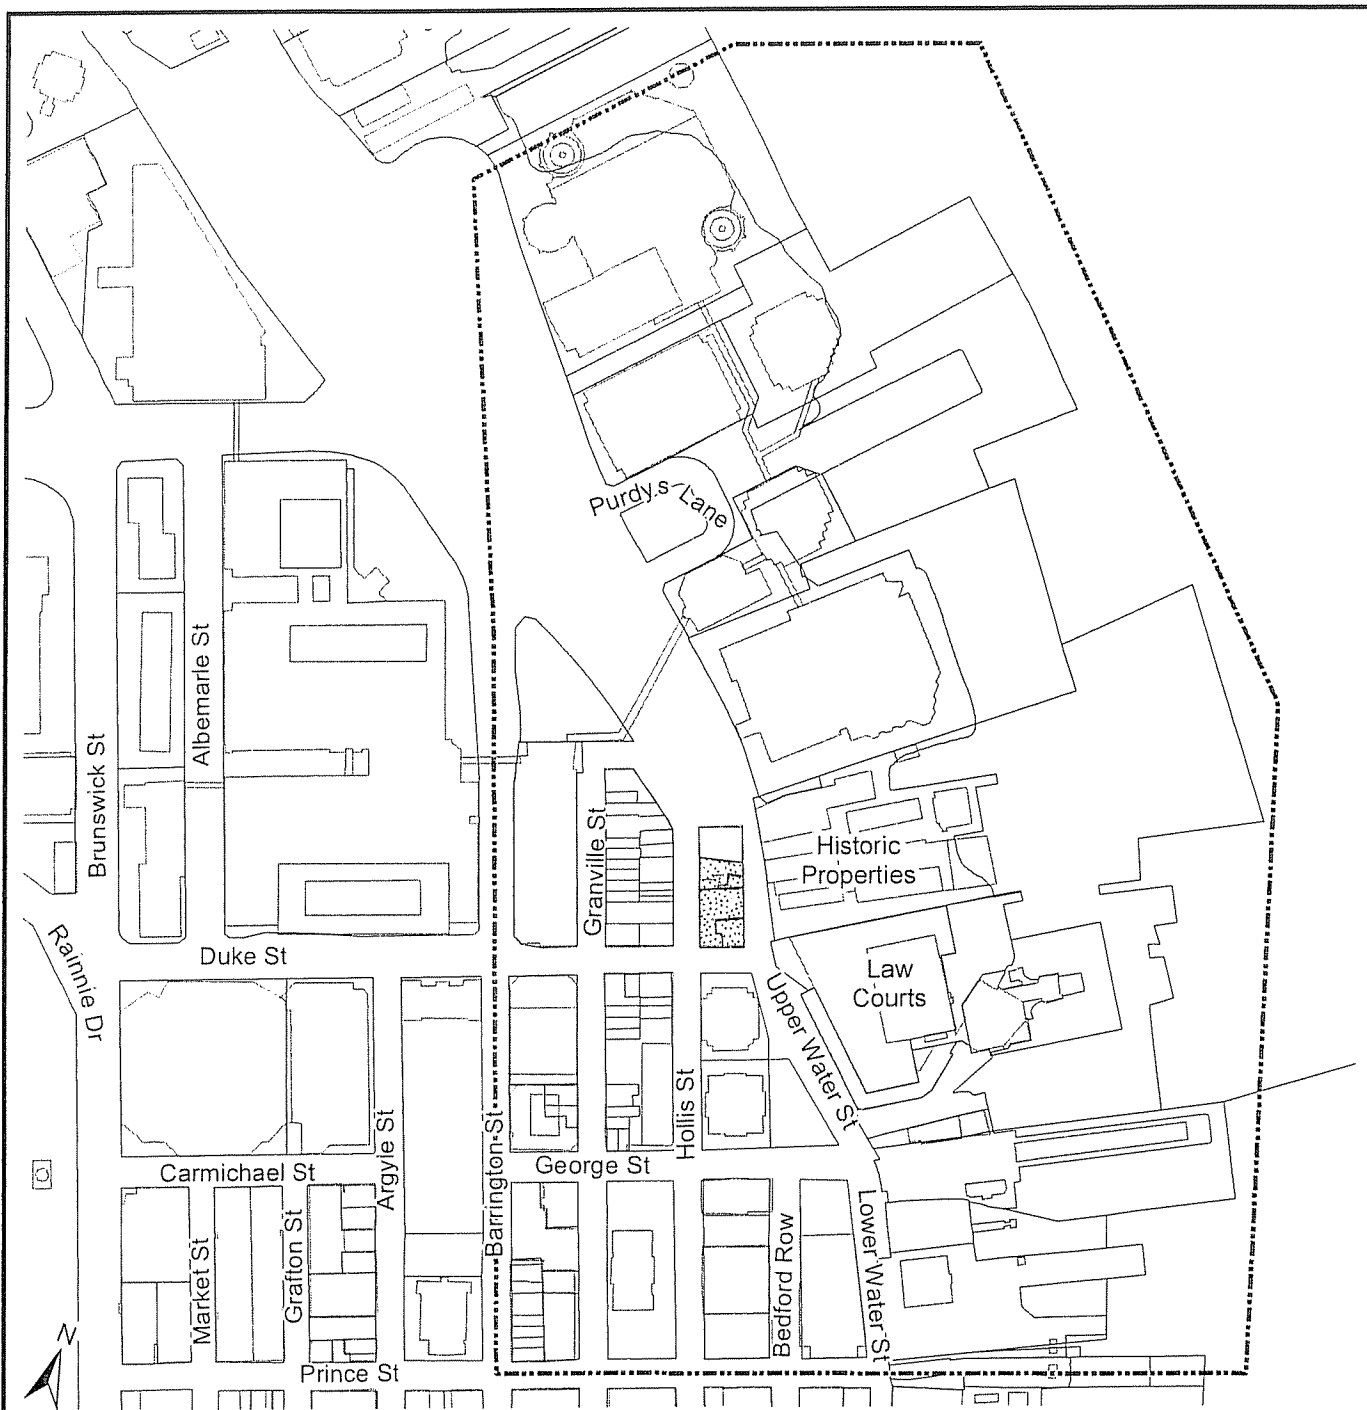 Purdy,s Lane
Albemarle St
Brunswick St
Granville St
Historic
Properties
Rainnie Dr
Duke St
Law
Courts
Upper Water St
Hollis St
Argyle St
Barrington St
Carmichael St
George St
Market St
Grafton St
Bedford Row
Lower Water St
N
Prince St